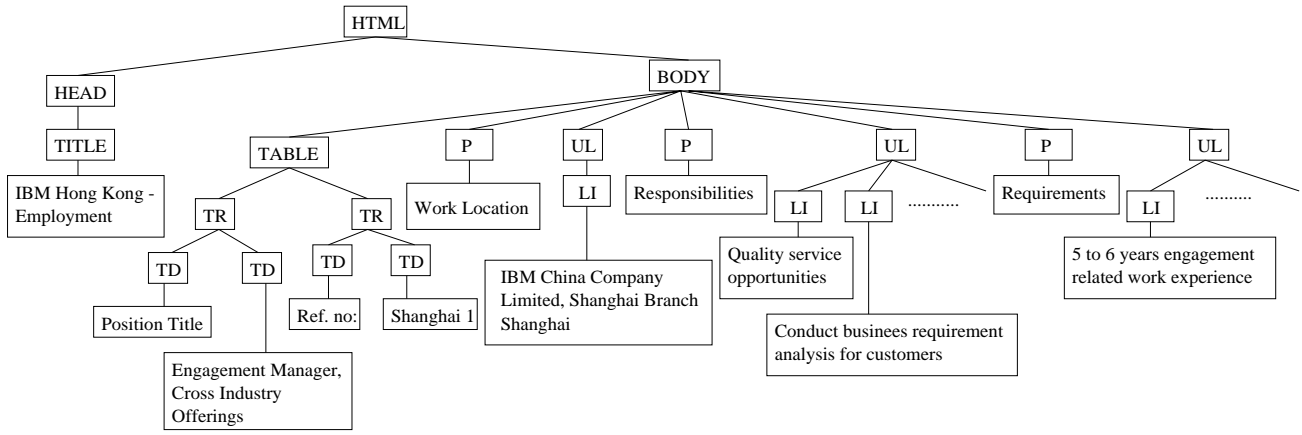 HTML
HEAD
BODY
TITLE
TABLE
P
UL
P
UL
P
UL
IBM Hong Kong -
Employment
TR
TR
Work Location
LI
Responsibilities
LI
LI
...........
Requirements
LI
..........
TD
TD
TD
TD
Position Title
Engagement Manager,
Cross Industry
Offerings
Ref. no:
Shanghai 1
IBM China Company
Limited, Shanghai Branch
Shanghai
Quality service
opportunities
Conduct businees requirement
analysis for customers
5 to 6 years engagement
related work experience